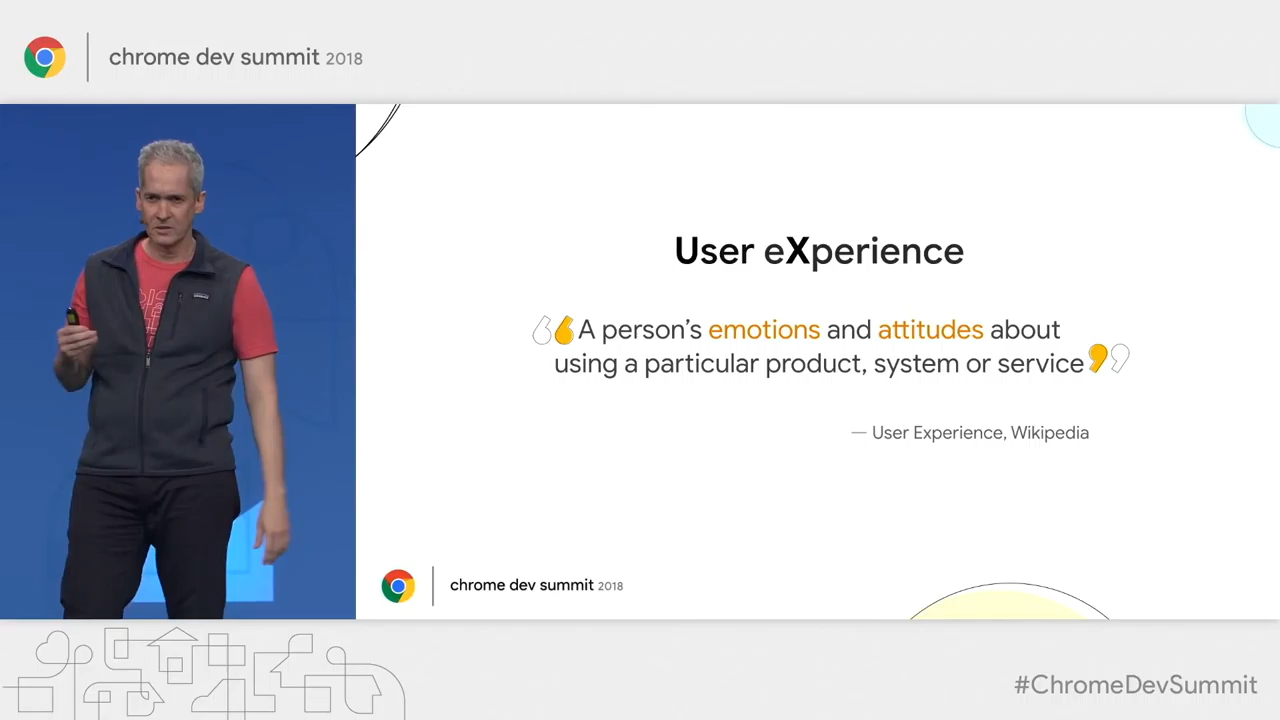 chrome dev summit 2018
User eXperience
A person's emotions and attitudes about
using a particular product, system or service
— User Experience, Wikipedia
chrome dev summit 2018
#ChromeDevSummit